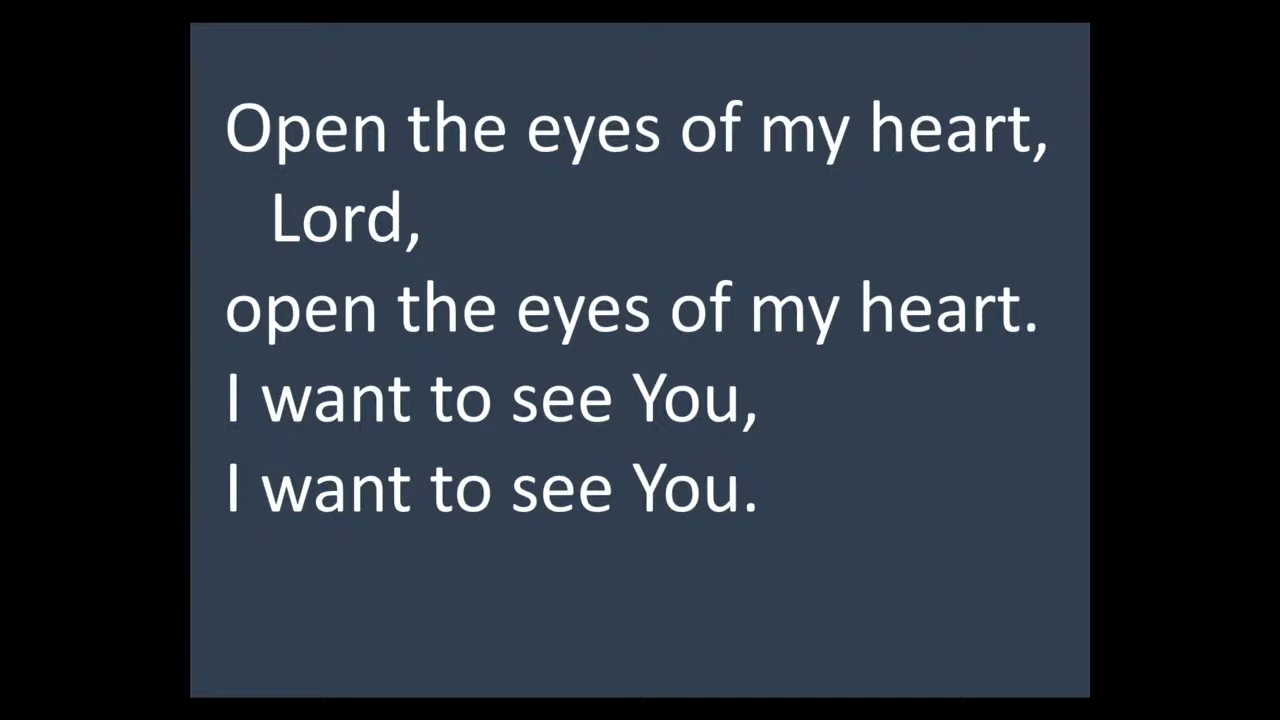 Open the eyes of my heart,
Lord,
open the eyes of my heart.
I want to see You,
I want to see You.